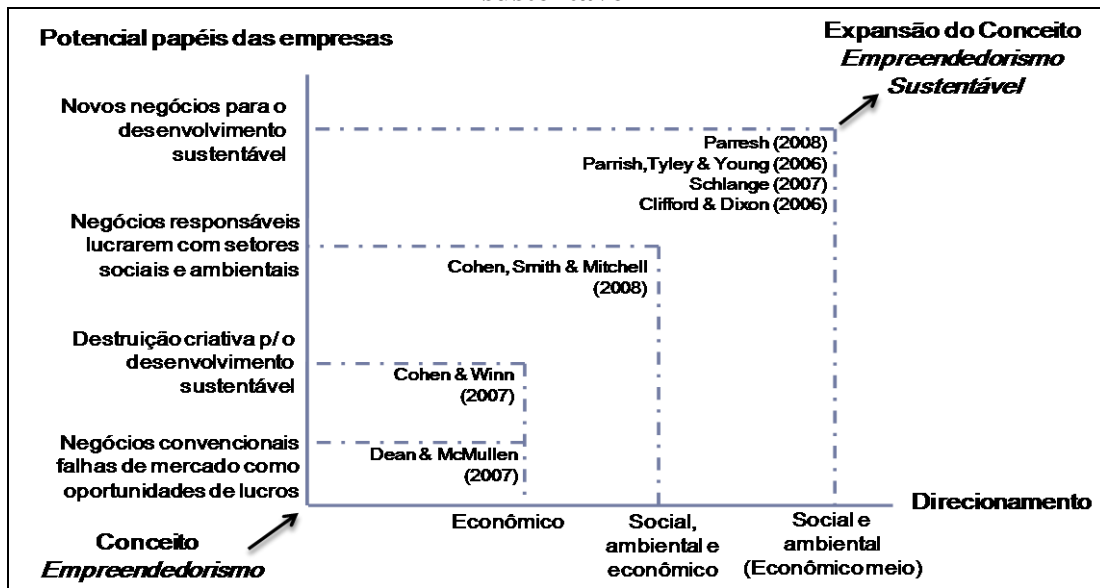 Potencial papéis das empresas
Expansão do Conceito
Empreendedorismo
Sustentável
Novos negócios para o
desenvolvimento
sustentável
Parresh (2008)
Parrish,Tyley & Young (2006)
Schlange (2007)
Clifford & Dixon (2006)
Negócios responsáveis
lucrarem com setores
sociais e ambientais
Cohen, Smith & Mitchell
(2008)
Destruição criativa p/ o
desenvolvimento
sustentável
Cohen & Winn
(2007)
Negócios convencionais
falhas de mercado como
oportunidades de lucros
Dean & McMullen
(2007)
Direcionamento
Econômico
Social,
ambiental e
econômico
Social e
ambiental
(Econômico meio)
Conceito
Empreendedorismo